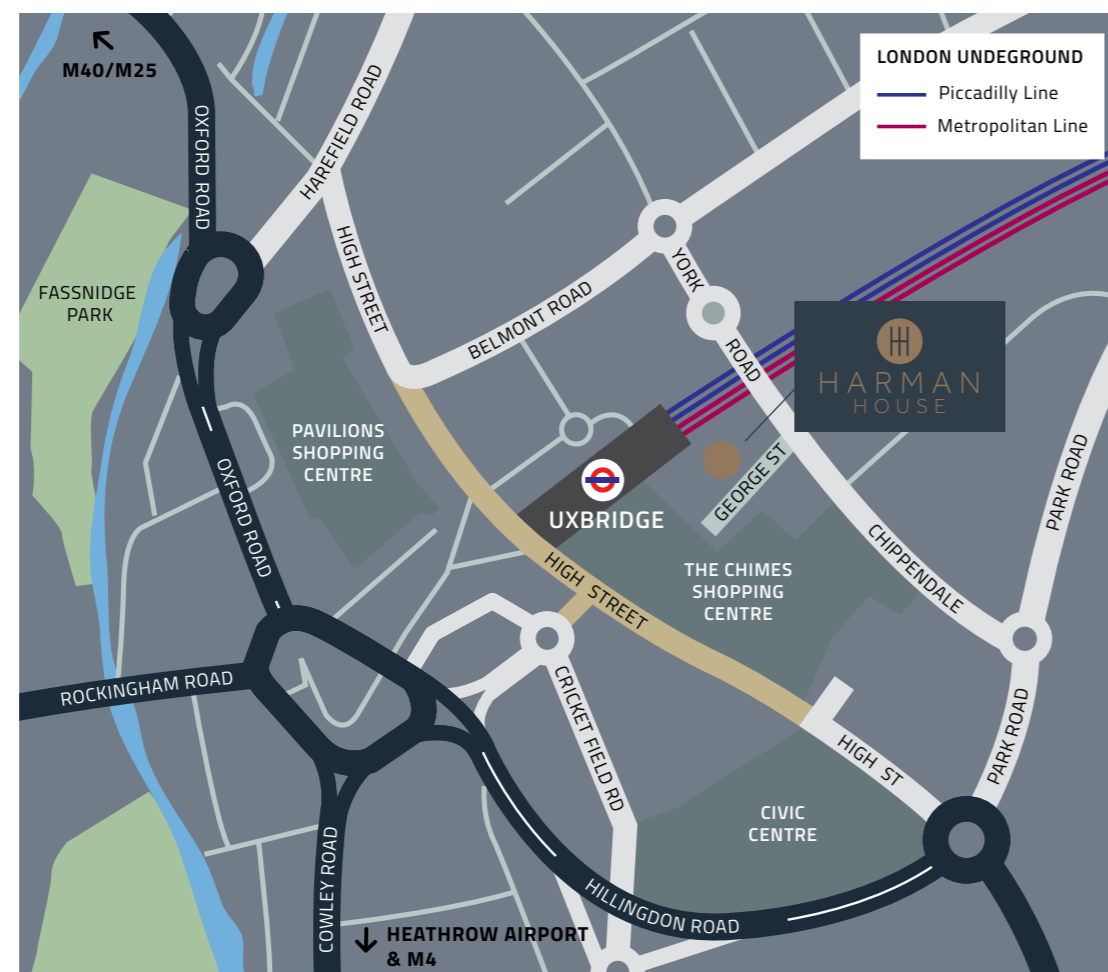 M40/M25
LONDON UNDEGROUND
Piccadilly Line
Metropolitan Line
OXFORD ROAD
HAREFIELD ROAD
HIGH STREET
FASSNIDGE
PARK
BELMONT ROAD
YORK
ROAD
HARMAN
HOUSE
PAVILIONS
SHOPPING
CENTRE
OXFORD ROAD
UXBRIDGE
GEORGE ST
PARK ROAD
HIGH STREET
THE CHIMES
SHOPPING
CENTRE
CHIPPENDALE
ROCKINGHAM ROAD
CRICKET FIELD RD
HIGH ST
PARK ROAD
CIVIC
CENTRE
COWLEY ROAD
HILLINGDON ROAD
HEATHROW AIRPORT
& M4